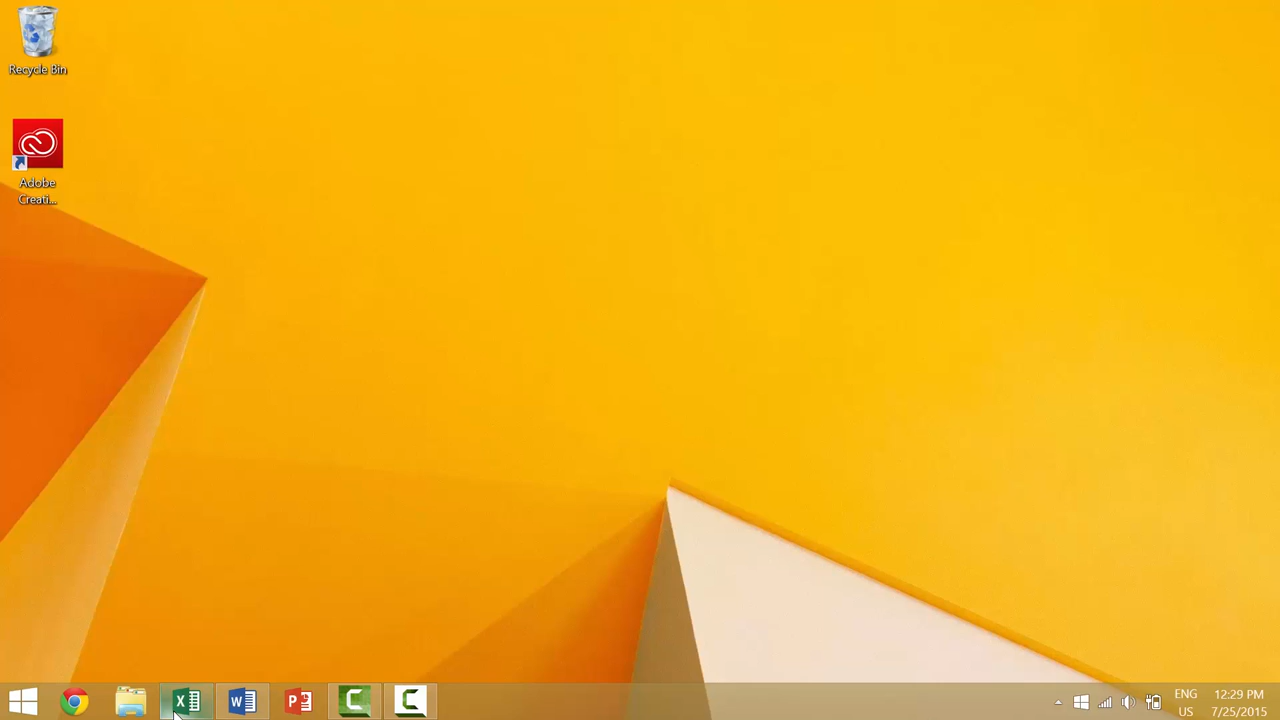 Recycle Bin
Adobe
Creati...
ENG
US
12:29 PM
7/25/2015